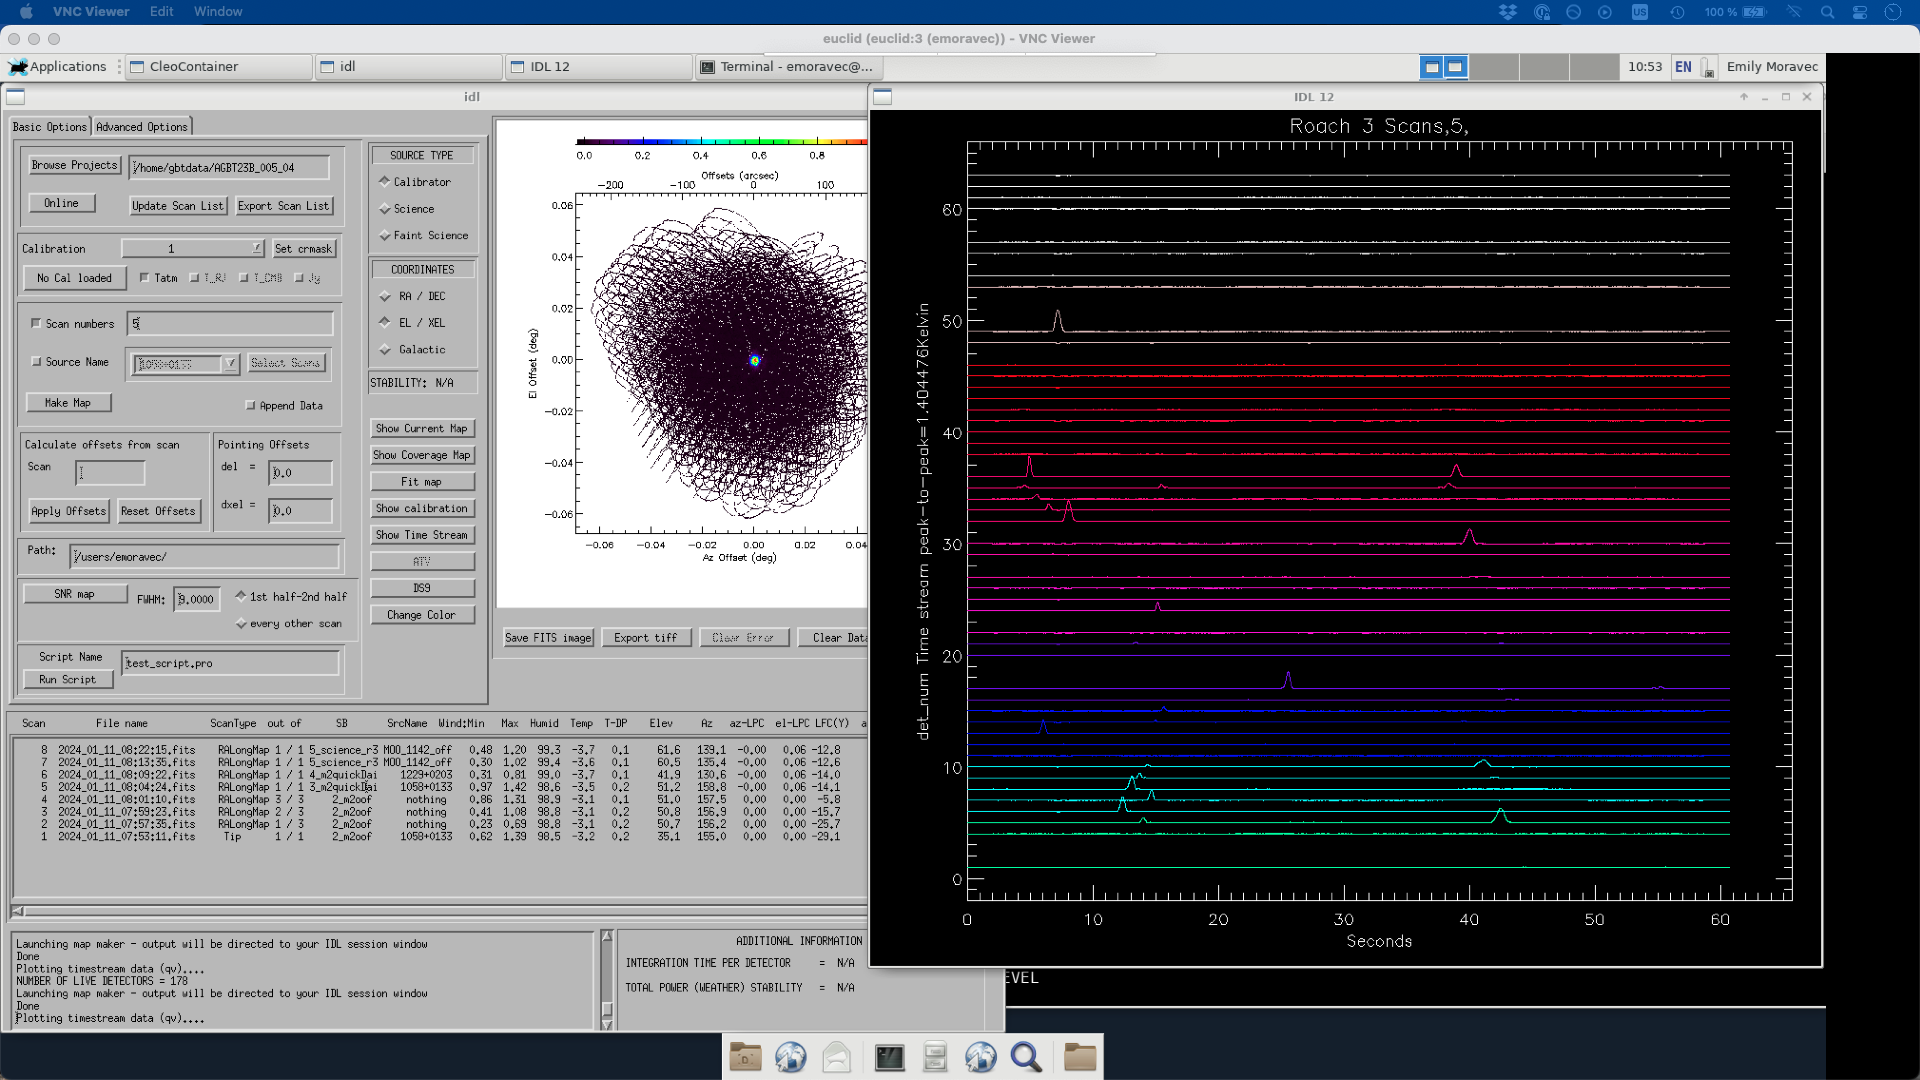 VNC Viewer Edit Window 100 %
US
euclid (euclid:3 (emoravec)) - VNC Viewer
Applications CleoContainer idl IDL 12 Terminal - emoravec@... 10:53 EN Emily Moravec
idl
Basic Options Advanced Options
Browse Projects /home/gbtdata/AGBT23B_005_04
Online Update Scan List Export Scan List
Calibration 1 Set crmask
No Cal loaded Tatm T_RJ T_CMB Jy
Scan numbers 5
Source Name 1058+0133 Select Scans
Make Map Append Data
Calculate offsets from scan
Scan
Apply Offsets Reset Offsets
Pointing Offsets
del = 0.0
dxel = 0.0
Path: /users/emoravec/
SNR map FWHM: 9.0000 1st half-2nd half
every other scan
Script Name test_script.pro
Run Script
SOURCE TYPE
Calibrator
Science
Faint Science
COORDINATES
RA / DEC
EL / XEL
Galactic
STABILITY: N/A
Show Current Map
Show Coverage Map
Fit map
Show calibration
Show Time Stream
ATV
DS9
Change Color
0.0 0.2 0.4 0.6 0.8
Offsets (arcsec)
-200 -100 0 100
0.06
0.04
0.02
0.00
-0.02
-0.04
-0.06
El Offset (deg)
-0.06 -0.04 -0.02 0.00 0.02 0.04
Az Offset (deg)
Save FITS image Export tiff Clear Error Clear Data
Scan File name ScanType out of SB SrcName Wind:Min Max Humid Temp T-DP Elev Az az-LPC el-LPC LFC(Y) a
8 2024_01_11_08:22:15.fits RALongMap 1 / 1 5_science_r3 MOO_1142_off 0.48 1.20 99.3 -3.7 0.1 61.6 139.1 -0.00 0.06 -12.8
7 2024_01_11_08:13:35.fits RALongMap 1 / 1 5_science_r3 MOO_1142_off 0.30 1.02 99.4 -3.6 0.1 60.5 135.4 -0.00 0.06 -12.6
6 2024_01_11_08:09:22.fits RALongMap 1 / 1 4_m2quickDai 1229+0203 0.31 0.81 99.0 -3.7 0.1 41.9 130.6 -0.00 0.06 -14.0
5 2024_01_11_08:04:24.fits RALongMap 1 / 1 3_m2quickDai 1058+0133 0.97 1.42 98.6 -3.5 0.2 51.2 158.8 -0.00 0.06 -14.1
4 2024_01_11_08:01:10.fits RALongMap 3 / 3 2_m2oof nothing 0.86 1.31 98.9 -3.1 0.1 51.0 157.5 0.00 0.00 -5.8
3 2024_01_11_07:59:23.fits RALongMap 2 / 3 2_m2oof nothing 0.41 1.08 98.8 -3.1 0.1 50.8 156.9 0.00 0.00 -15.7
2 2024_01_11_07:57:35.fits RALongMap 1 / 3 2_m2oof nothing 0.23 0.69 98.8 -3.1 0.2 50.7 156.2 0.00 0.00 -25.7
1 2024_01_11_07:53:11.fits Tip 1 / 1 2_m2oof 1058+0133 0.62 1.39 98.5 -3.2 0.2 35.1 155.0 0.00 0.00 -29.1
Launching map maker - output will be directed to your IDL session window
Done
Plotting timestream data (qv)....
NUMBER OF LIVE DETECTORS = 178
Launching map maker - output will be directed to your IDL session window
Done
Plotting timestream data (qv)....
ADDITIONAL INFORMATION
INTEGRATION TIME PER DETECTOR = N/A
TOTAL POWER (WEATHER) STABILITY = N/A
IDL 12
Roach 3 Scans,5,
det_num Time stream peak-to-peak=1.404476Kelvin
60
50
40
30
20
10
0
0 10 20 30 40 50 60
Seconds
EVEL